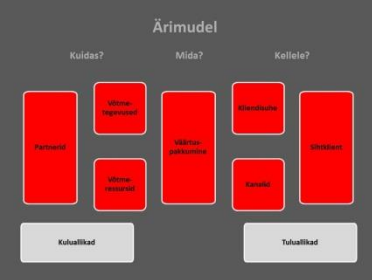 Ärimudel
Kuidas?
Mida?
Kellele?
Partnerid
Võtme-
tegevused
Võtme-
ressursid
Väärtus-
pakkumine
Kliendisuhe
Kanalid
Sihtklient
Kuluallikad
Tuluallikad